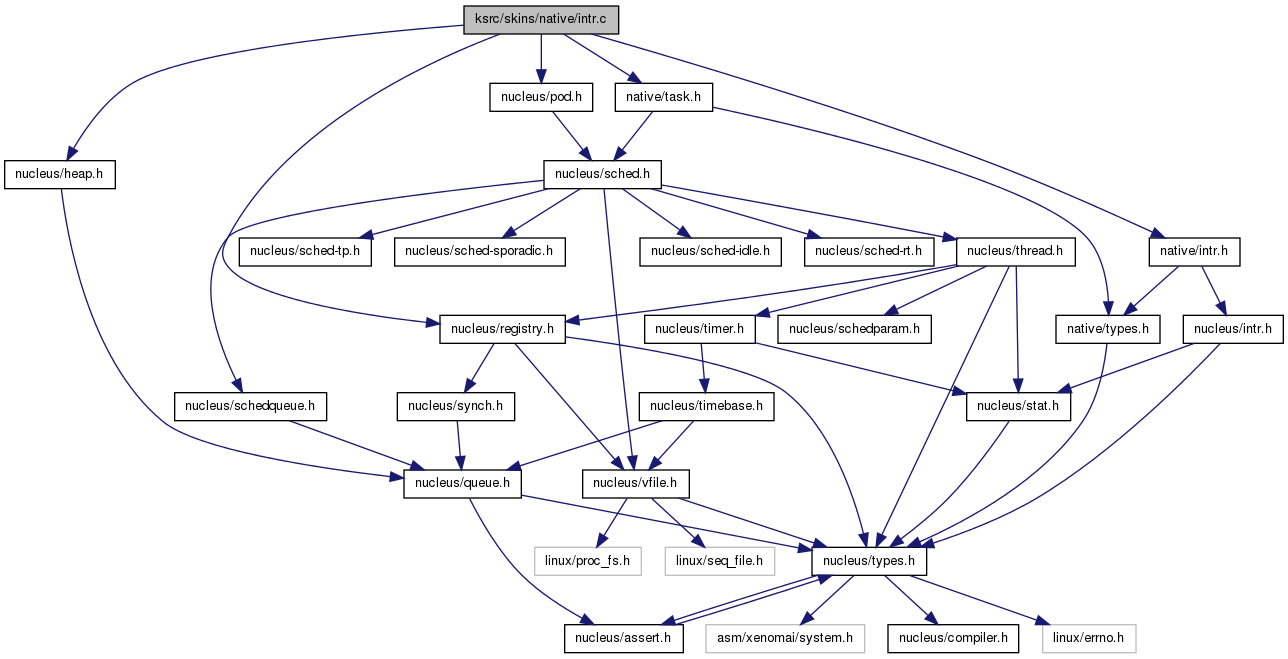 ksrc/skins/native/intr.c
nucleus/pod.h
native/task.h
nucleus/heap.h
nucleus/sched.h
nucleus/sched-tp.h
nucleus/sched-sporadic.h
nucleus/sched-idle.h
nucleus/sched-rt.h
nucleus/thread.h
native/intr.h
nucleus/registry.h
nucleus/timer.h
nucleus/schedparam.h
native/types.h
nucleus/intr.h
nucleus/schedqueue.h
nucleus/synch.h
nucleus/timebase.h
nucleus/stat.h
nucleus/queue.h
nucleus/vfile.h
linux/proc_fs.h
linux/seq_file.h
nucleus/types.h
nucleus/assert.h
asm/xenomai/system.h
nucleus/compiler.h
linux/errno.h